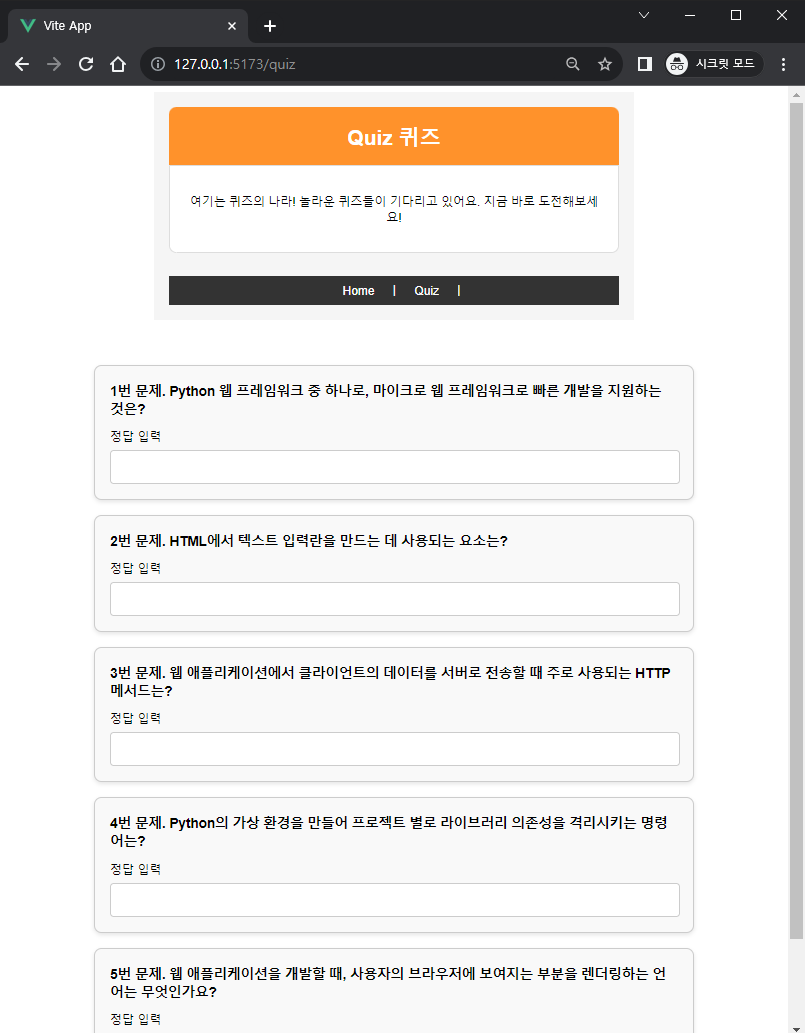 Vite App
127.0.0.1:5173/quiz
시크릿 모드
Quiz 퀴즈
여기는 퀴즈의 나라! 놀라운 퀴즈들이 기다리고 있어요. 지금 바로 도전해보세
요!
Home | Quiz |
1번 문제. Python 웹 프레임워크 중 하나로, 마이크로 웹 프레임워크로 빠른 개발을 지원하는
것은?
정답 입력
2번 문제. HTML에서 텍스트 입력란을 만드는 데 사용되는 요소는?
정답 입력
3번 문제. 웹 애플리케이션에서 클라이언트의 데이터를 서버로 전송할 때 주로 사용되는 HTTP
메서드는?
정답 입력
4번 문제. Python의 가상 환경을 만들어 프로젝트 별로 라이브러리 의존성을 격리시키는 명령
어는?
정답 입력
5번 문제. 웹 애플리케이션을 개발할 때, 사용자의 브라우저에 보여지는 부분을 렌더링하는 언
어는 무엇인가요?
정답 입력